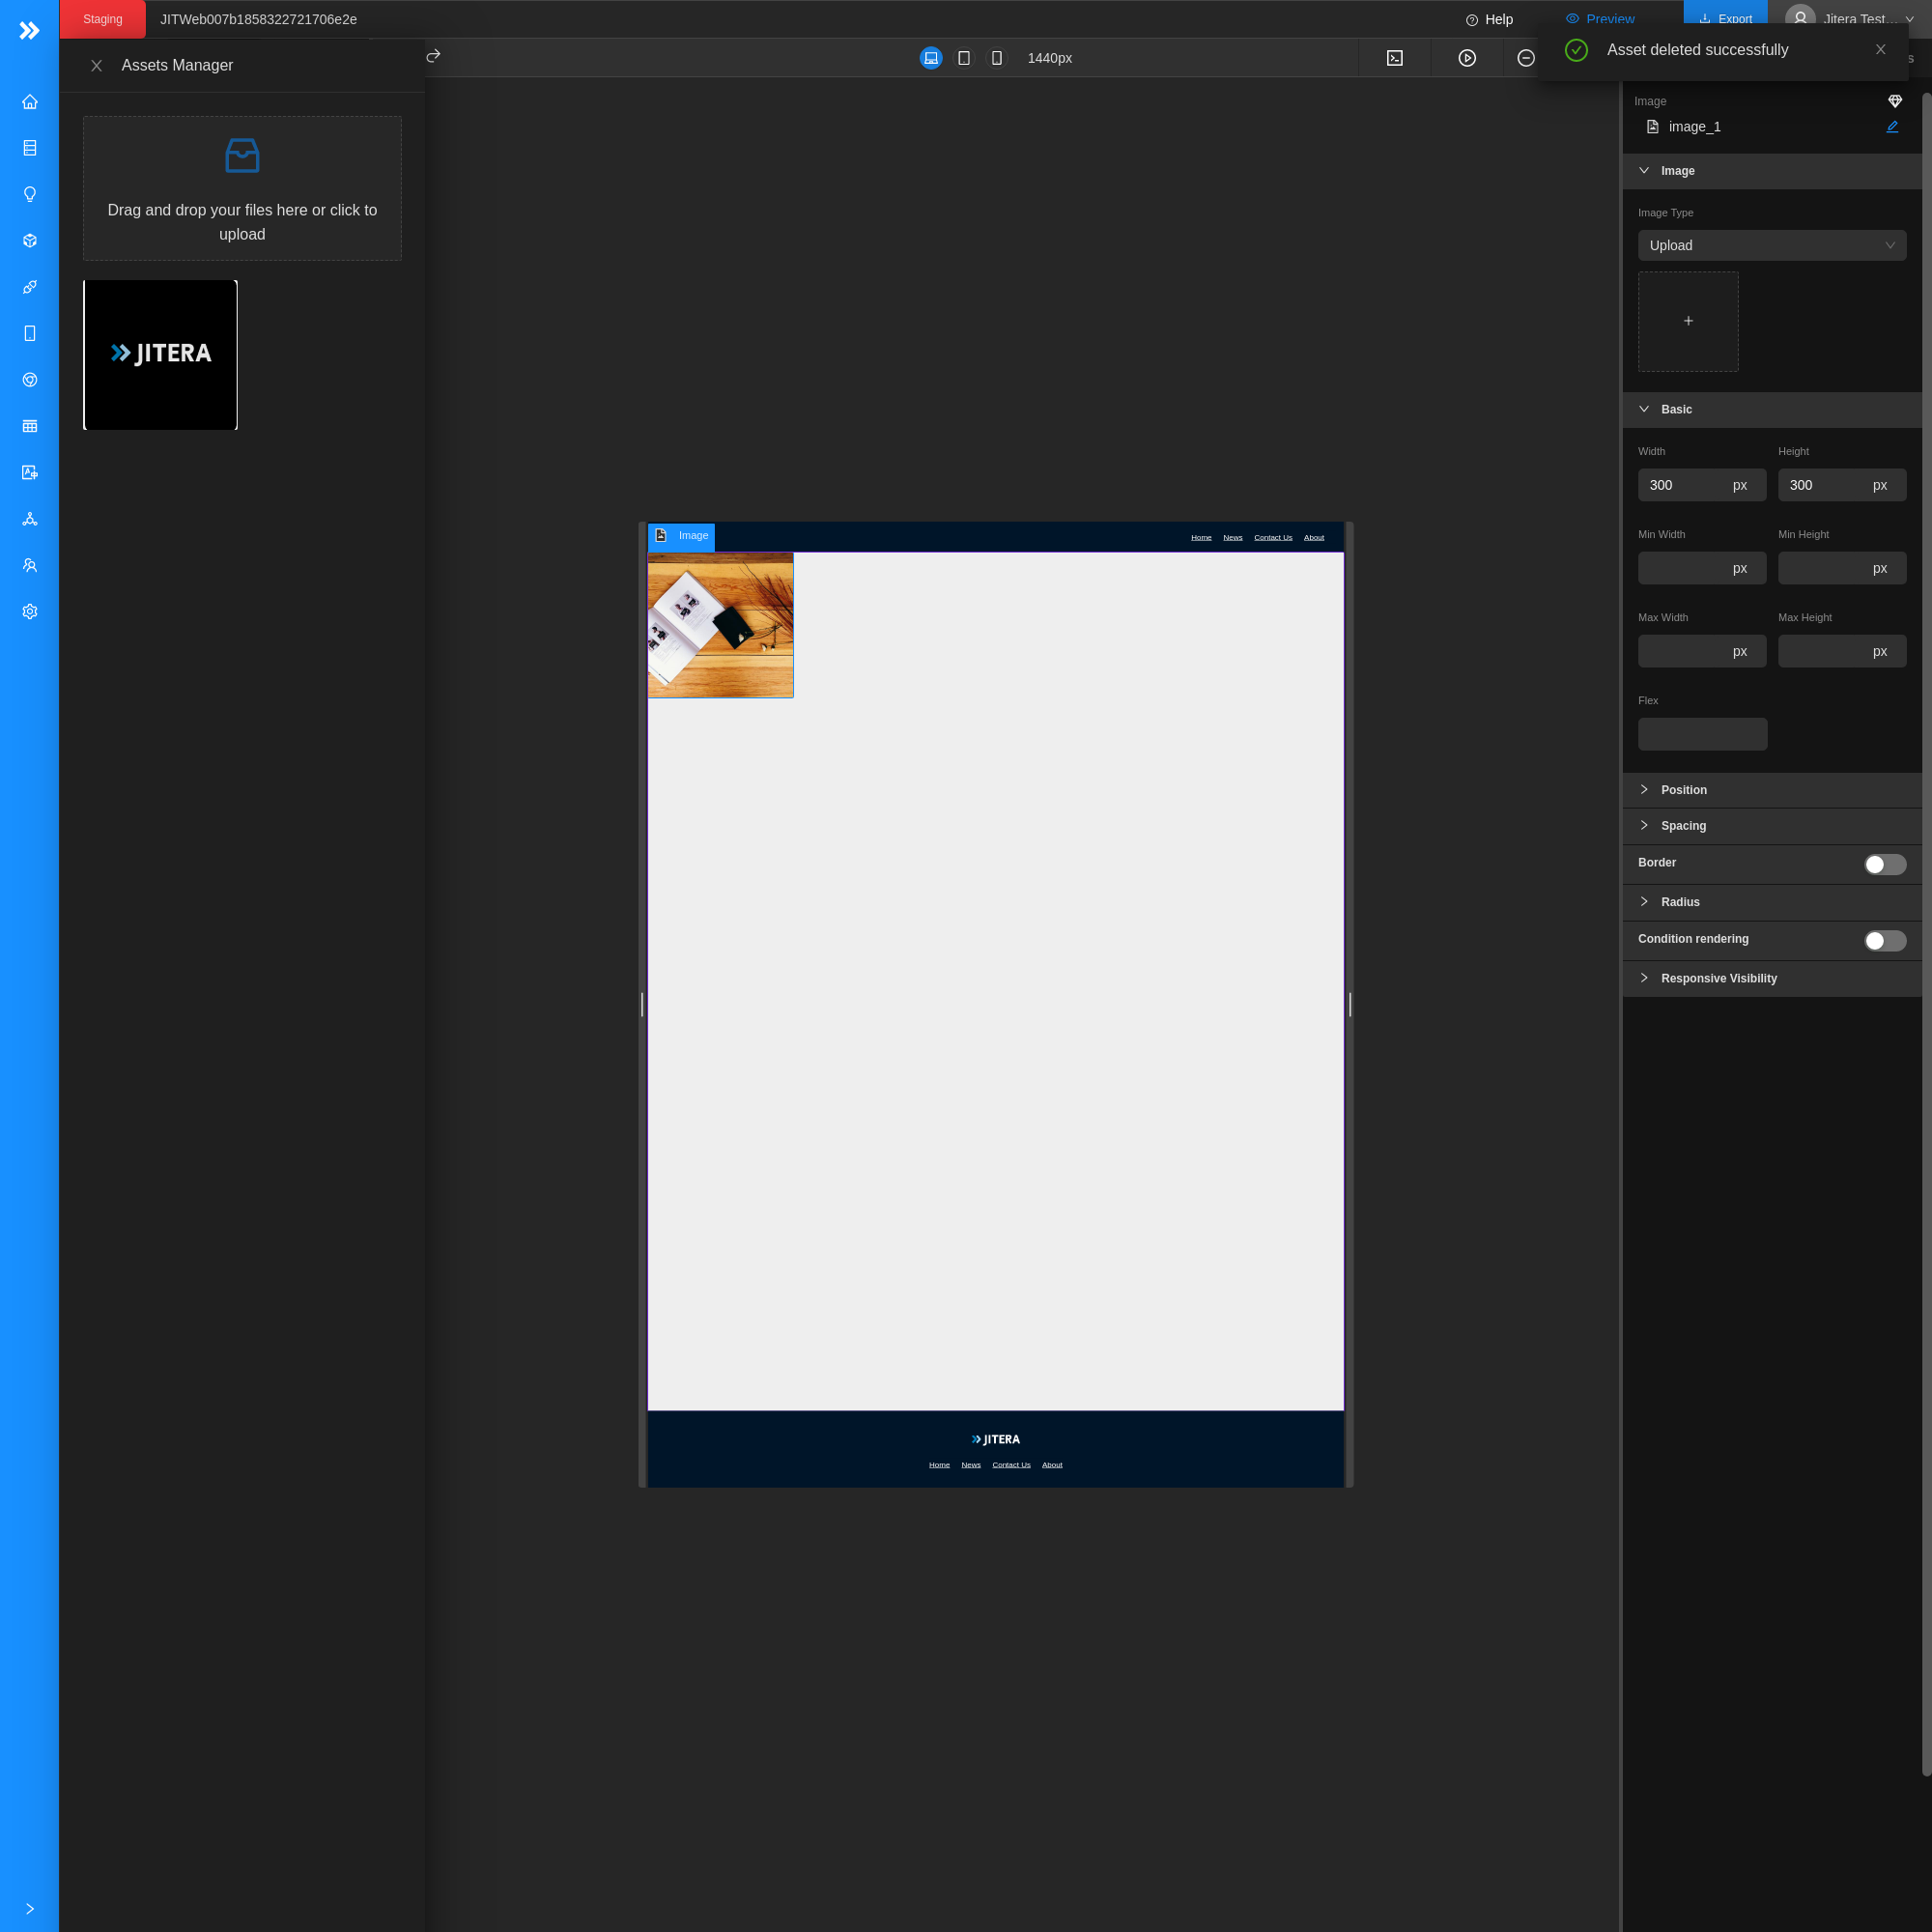 Staging
JITWeb007b1858322721706e2e
Help
Preview
Export
Jitera Test...
Asset deleted successfully
Assets Manager
1440px
Drag and drop your files here or click to
upload
JITERA
Image
Home
News
Contact Us
About
JITERA
Home
News
Contact Us
About
Image
image_1
Image
Image Type
Upload
Basic
Width
Height
300
px
300
px
Min Width
Min Height
px
px
Max Width
Max Height
px
px
Flex
Position
Spacing
Border
Radius
Condition rendering
Responsive Visibility